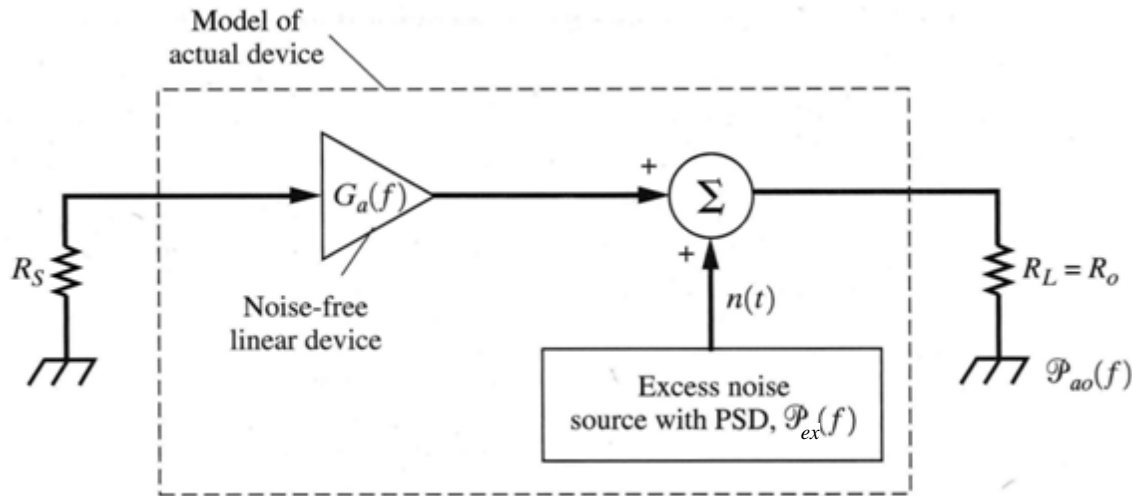 Model of
actual device
G_a(f)
+
Σ
+
R_S
Noise-free
linear device
n(t)
R_L = R_o
𝒫_ao(f)
Excess noise
source with PSD, 𝒫_ex(f)